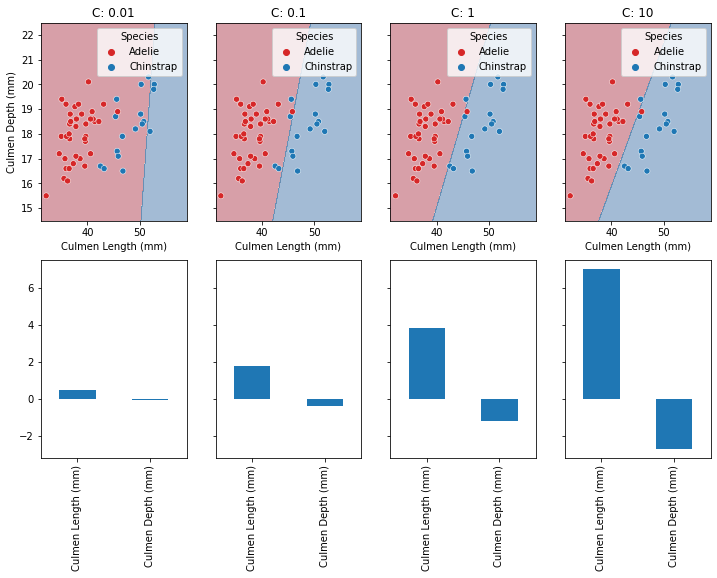 C: 0.01 C: 0.1 C: 1 C: 10
22
21
20
19
18
17
16
15
Culmen Depth (mm)
Species Species Species Species
Adelie Adelie Adelie Adelie
Chinstrap Chinstrap Chinstrap Chinstrap
40 50 40 50 40 50 40 50
Culmen Length (mm) Culmen Length (mm) Culmen Length (mm) Culmen Length (mm)
6
4
2
0
−2
Culmen Length (mm) Culmen Depth (mm) Culmen Length (mm) Culmen Depth (mm) Culmen Length (mm) Culmen Depth (mm) Culmen Length (mm) Culmen Depth (mm)